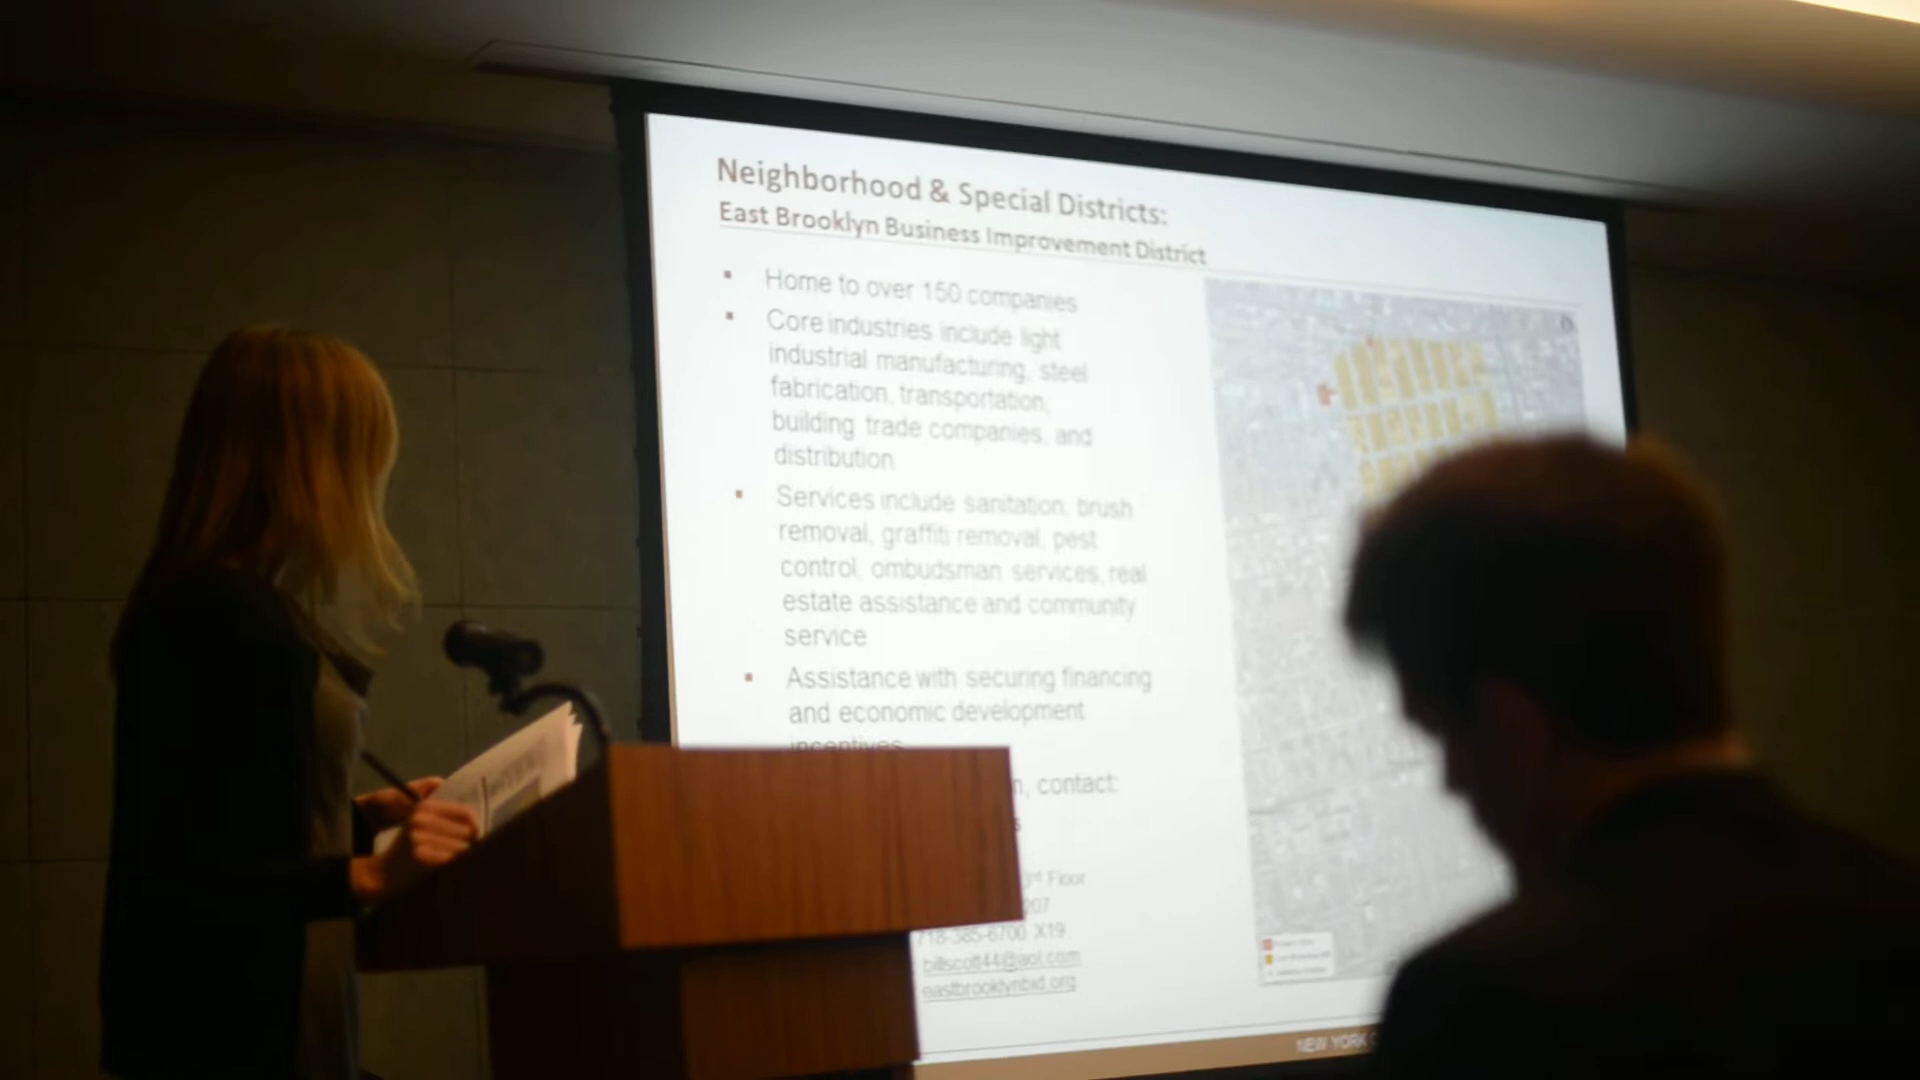 Neighborhood & Special Districts:
East Brooklyn Business Improvement District
▪ Home to over 150 companies
▪ Core industries include light
industrial manufacturing, steel
fabrication, transportation,
building trade companies, and
distribution
▪ Services include sanitation, brush
removal, graffiti removal, pest
control, ombudsman services, real
estate assistance and community
service
▪ Assistance with securing financing
and economic development
incentives
contact:
3rd Floor
207
718-385-6700 X19
billscott44@aol.com
eastbrooklynbid.org
NEW YORK